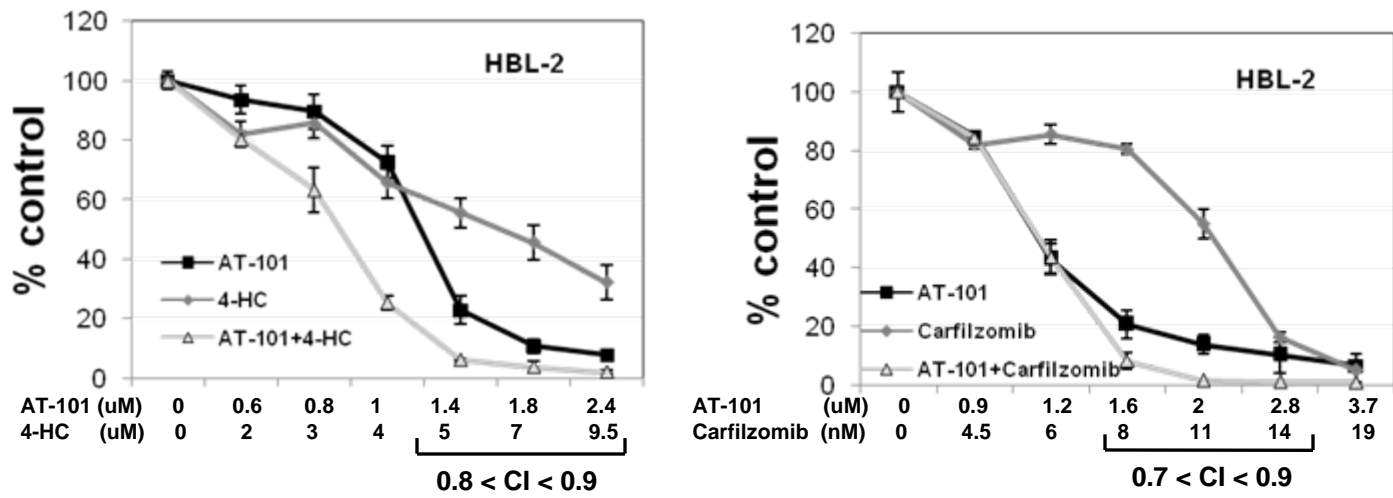 120
100
80
60
40
20
0
% control
HBL-2
AT-101
4-HC
AT-101+4-HC
AT-101 (uM) 0 0.6 0.8 1 1.4 1.8 2.4
4-HC (uM) 0 2 3 4 5 7 9.5
0.8 < CI < 0.9
120
100
80
60
40
20
0
% control
HBL-2
AT-101
Carfilzomib
AT-101+Carfilzomib
AT-101 (uM) 0 0.9 1.2 1.6 2 2.8 3.7
Carfilzomib (nM) 0 4.5 6 8 11 14 19
0.7 < CI < 0.9